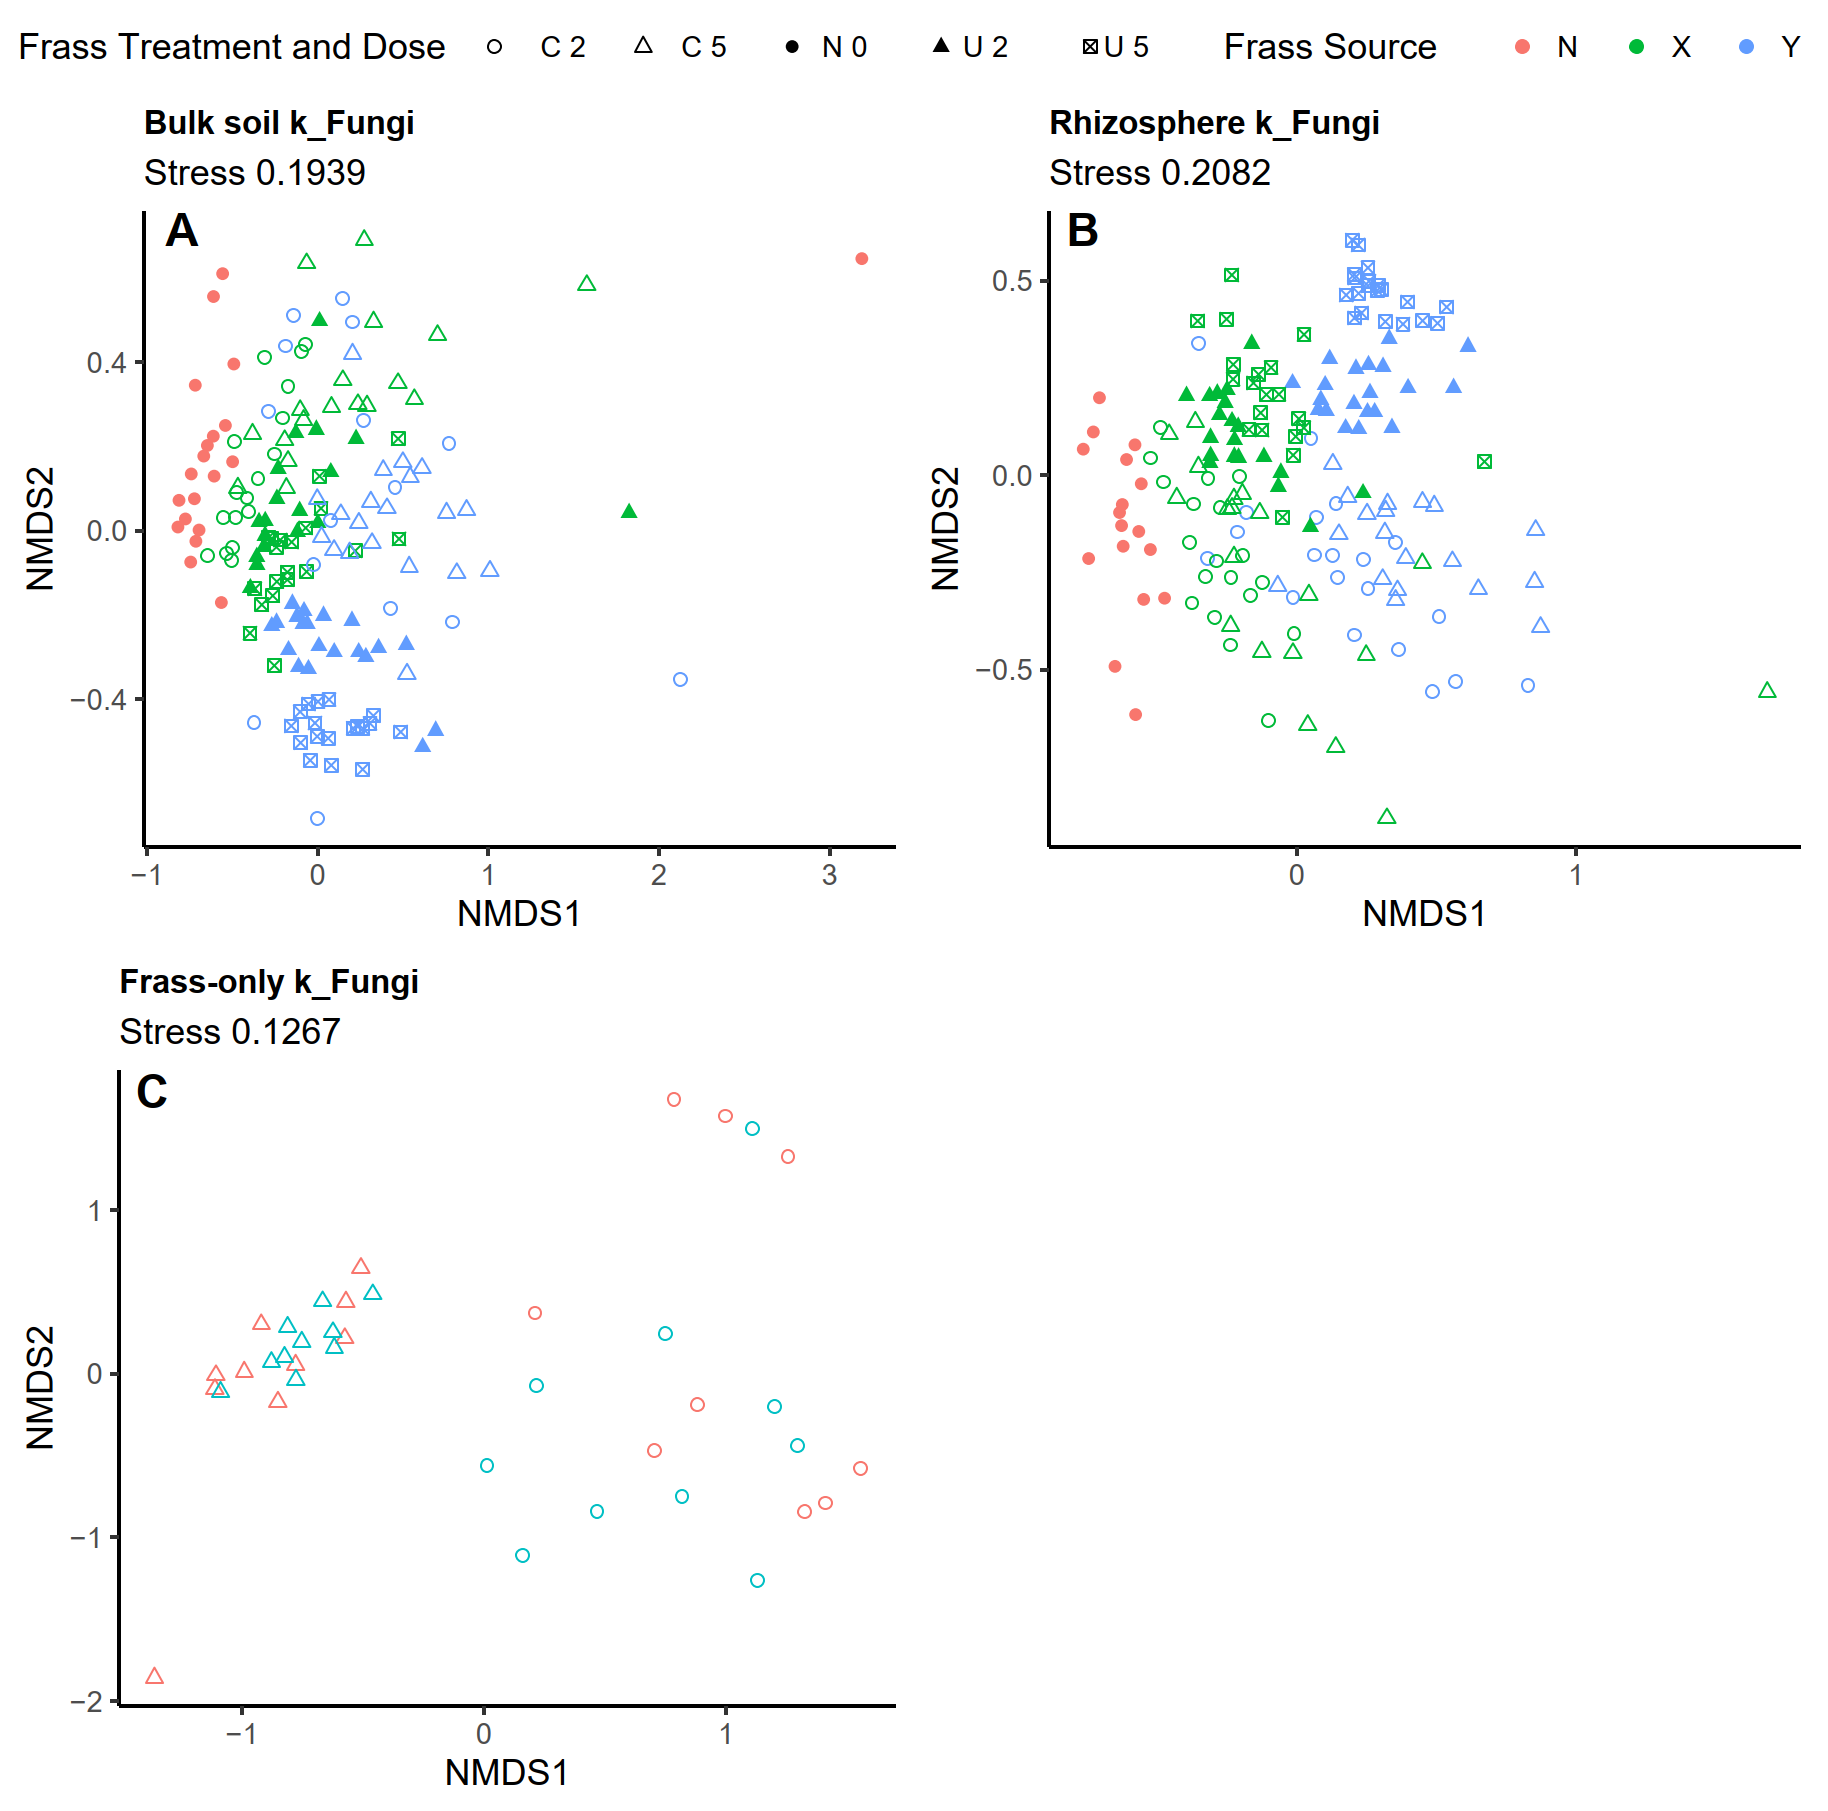 Frass Treatment and Dose C 2 C 5 N 0 U 2 U 5 Frass Source N X Y
Bulk soil k_Fungi
Stress 0.1939
A
0.4
0.0
−0.4
NMDS2
−1 0 1 2 3
NMDS1
Rhizosphere k_Fungi
Stress 0.2082
B
0.5
0.0
−0.5
NMDS2
0 1
NMDS1
Frass-only k_Fungi
Stress 0.1267
C
1
0
−1
−2
NMDS2
−1 0 1
NMDS1